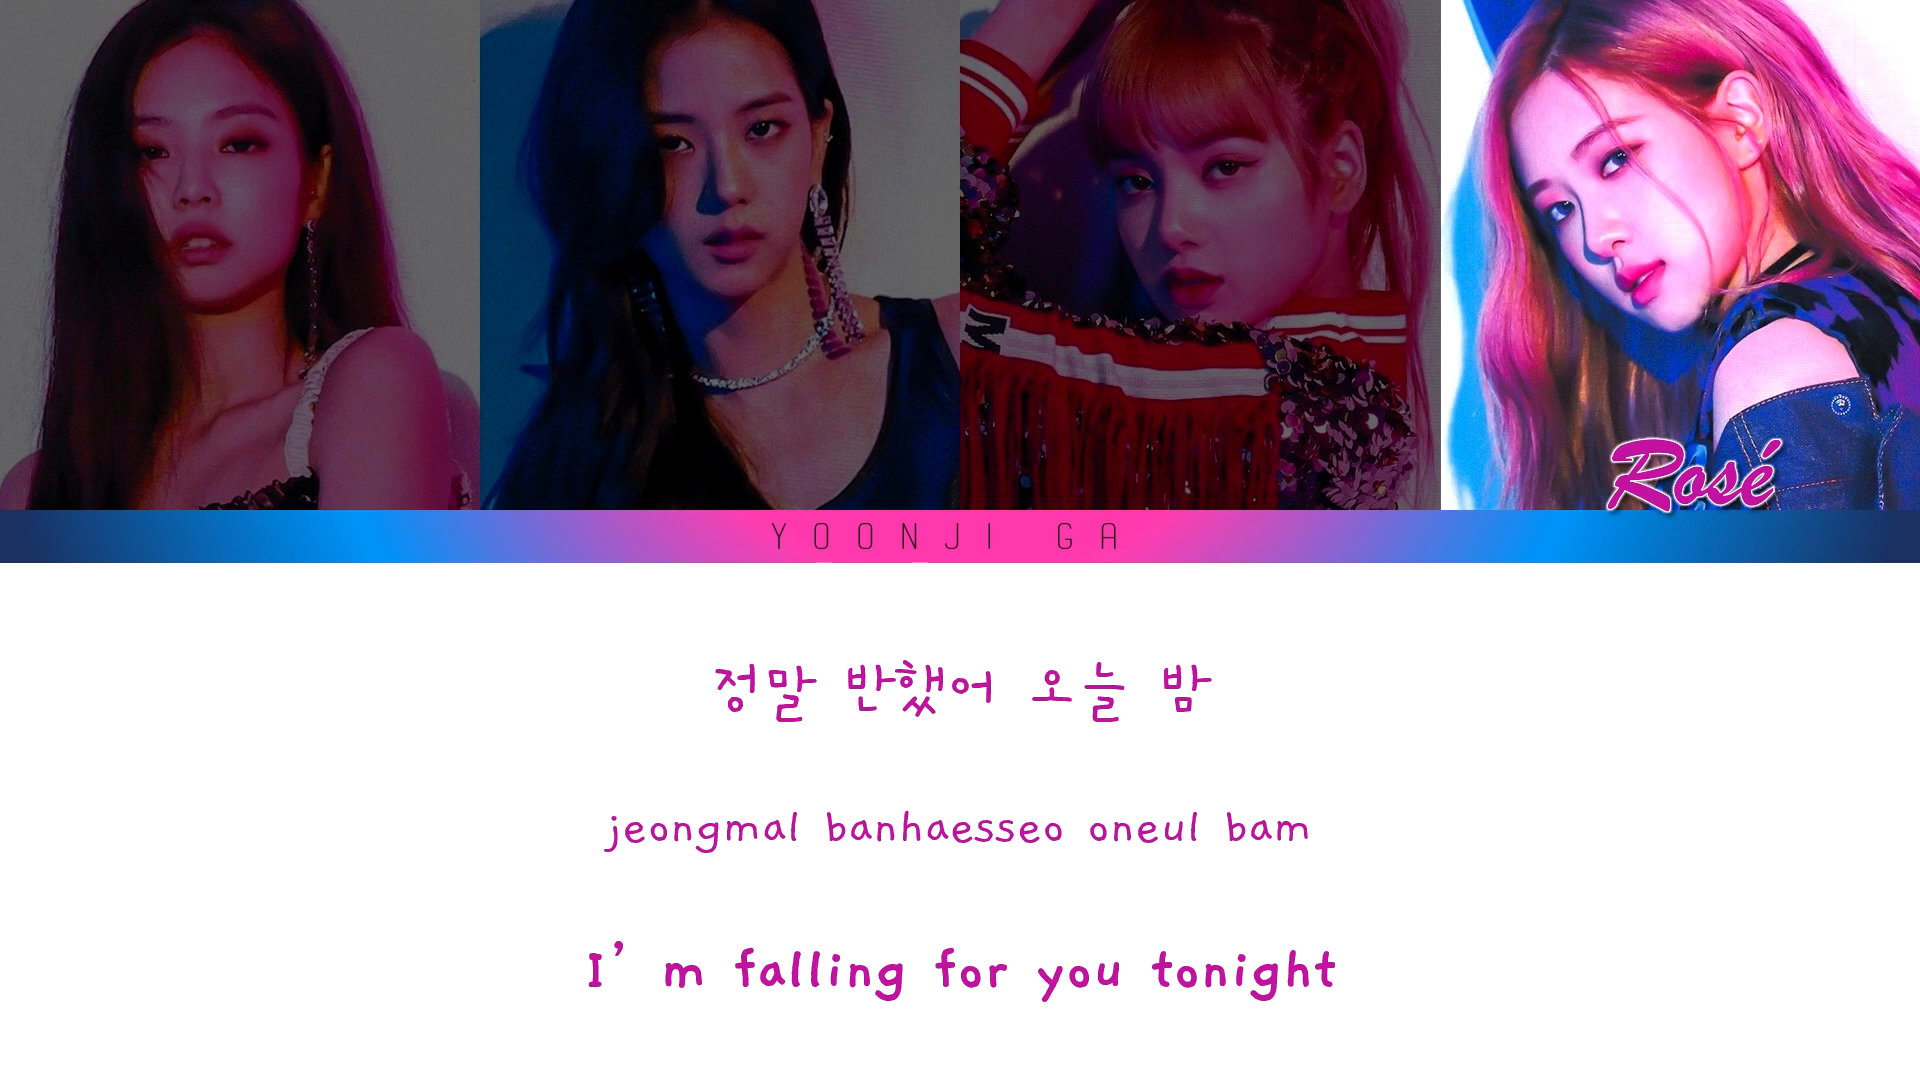 Rosé
YOONJI GA
정말 반했어 오늘 밤
jeongmal banhaesseo oneul bam
I'm falling for you tonight